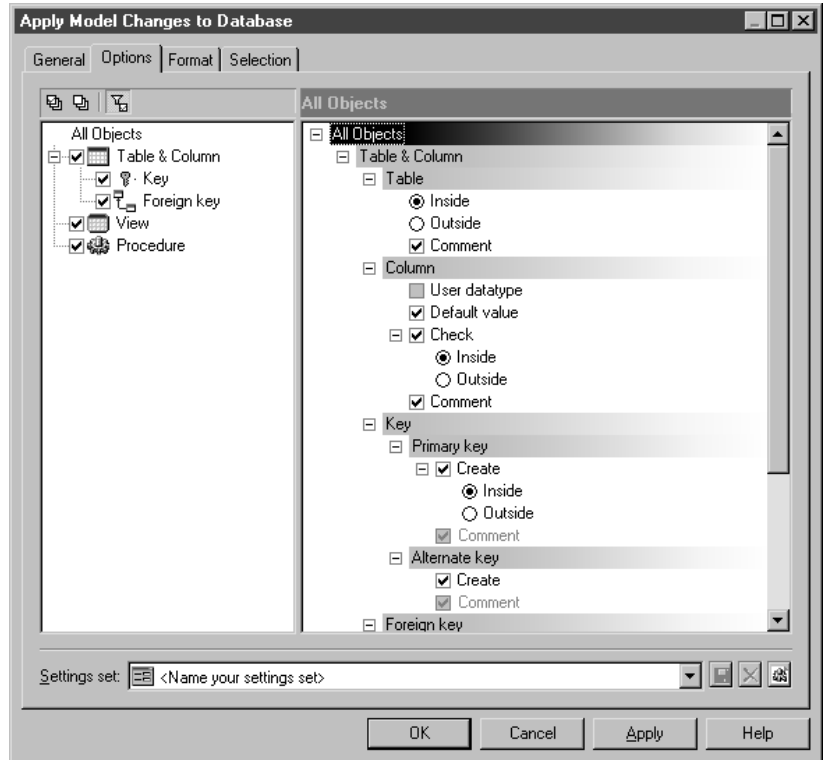 Apply Model Changes to Database
General Options Format Selection
All Objects
All Objects
Table & Column
Key
Foreign key
View
Procedure
All Objects
Table & Column
Table
Inside
Outside
Comment
Column
User datatype
Default value
Check
Inside
Outside
Comment
Key
Primary key
Create
Inside
Outside
Comment
Alternate key
Create
Comment
Foreign key
Settings set: <Name your settings set>
OK Cancel Apply Help